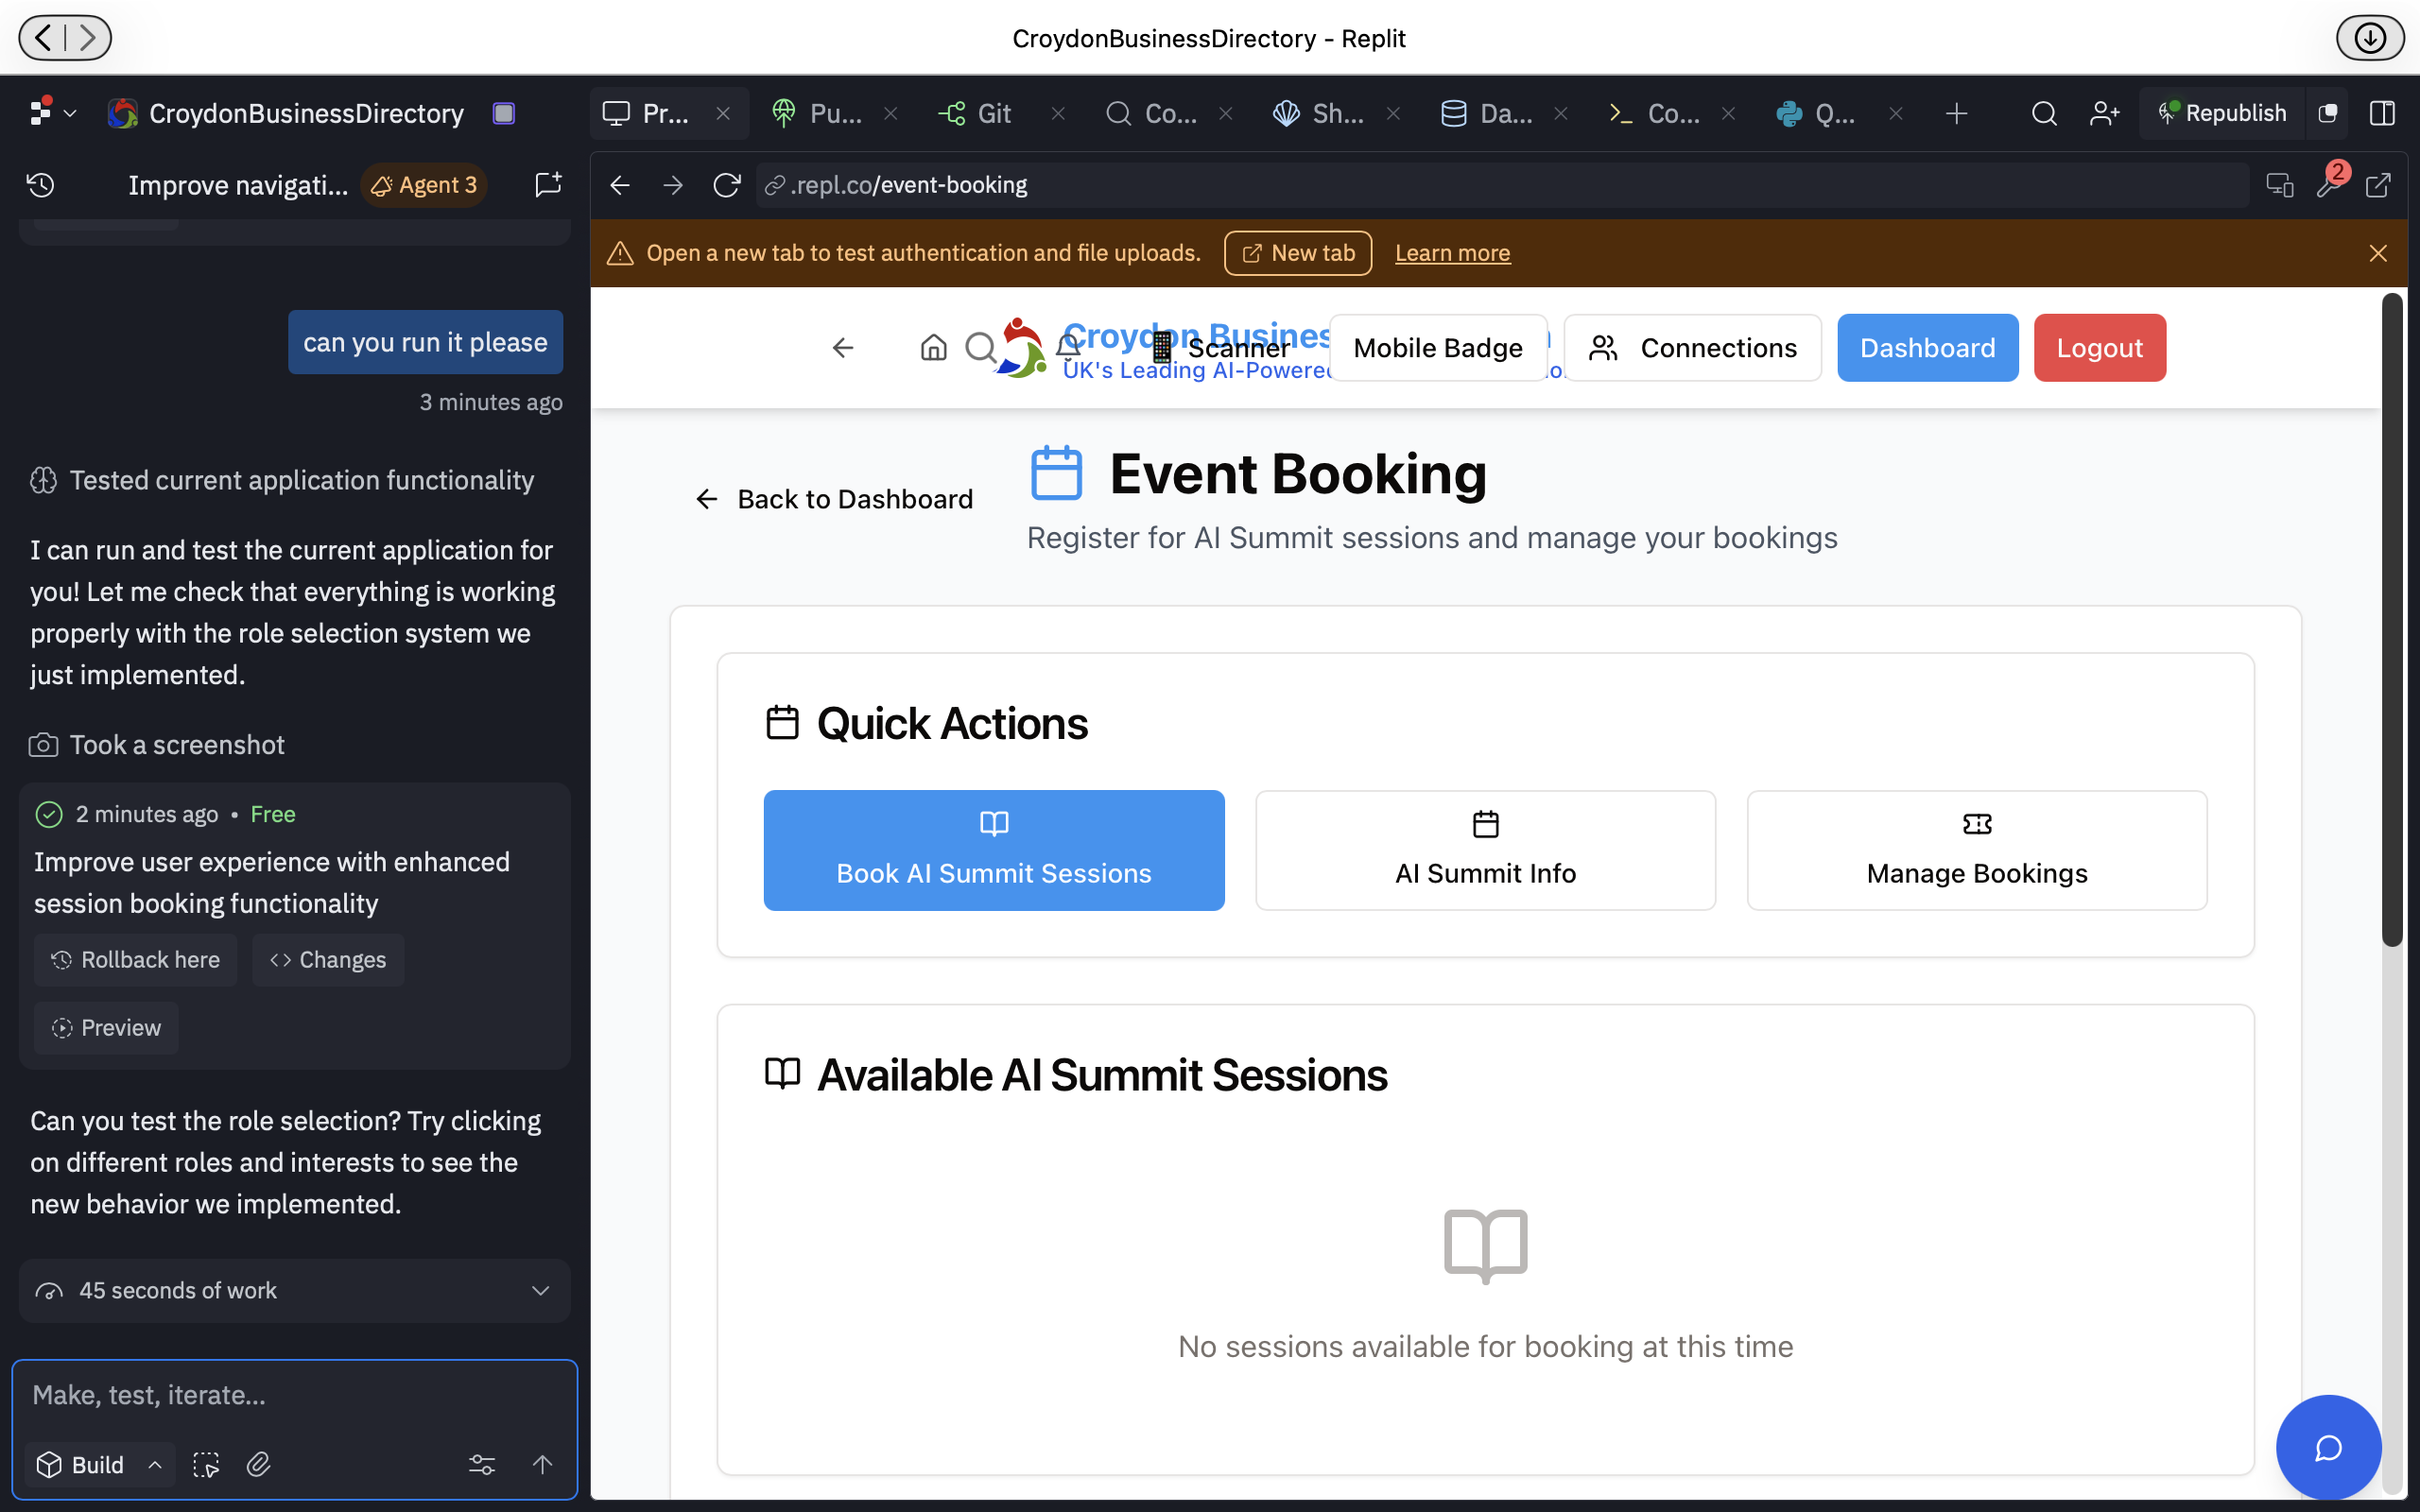 CroydonBusinessDirectory - Replit
CroydonBusinessDirectory
Pr...
Pu...
Git
Co...
Sh...
Da...
Co...
Q...
Republish
Improve navigati...
Agent 3
.repl.co/event-booking
2
Open a new tab to test authentication and file uploads.
New tab
Learn more
can you run it please
3 minutes ago
Tested current application functionality
I can run and test the current application for
you! Let me check that everything is working
properly with the role selection system we
just implemented.
Took a screenshot
2 minutes ago • Free
Improve user experience with enhanced
session booking functionality
Rollback here
Changes
Preview
Can you test the role selection? Try clicking
on different roles and interests to see the
new behavior we implemented.
45 seconds of work
Make, test, iterate...
Build
Croydon Busines
UK's Leading AI-Powered
Scanner
Mobile Badge
Connections
Dashboard
Logout
Back to Dashboard
Event Booking
Register for AI Summit sessions and manage your bookings
Quick Actions
Book AI Summit Sessions
AI Summit Info
Manage Bookings
Available AI Summit Sessions
No sessions available for booking at this time